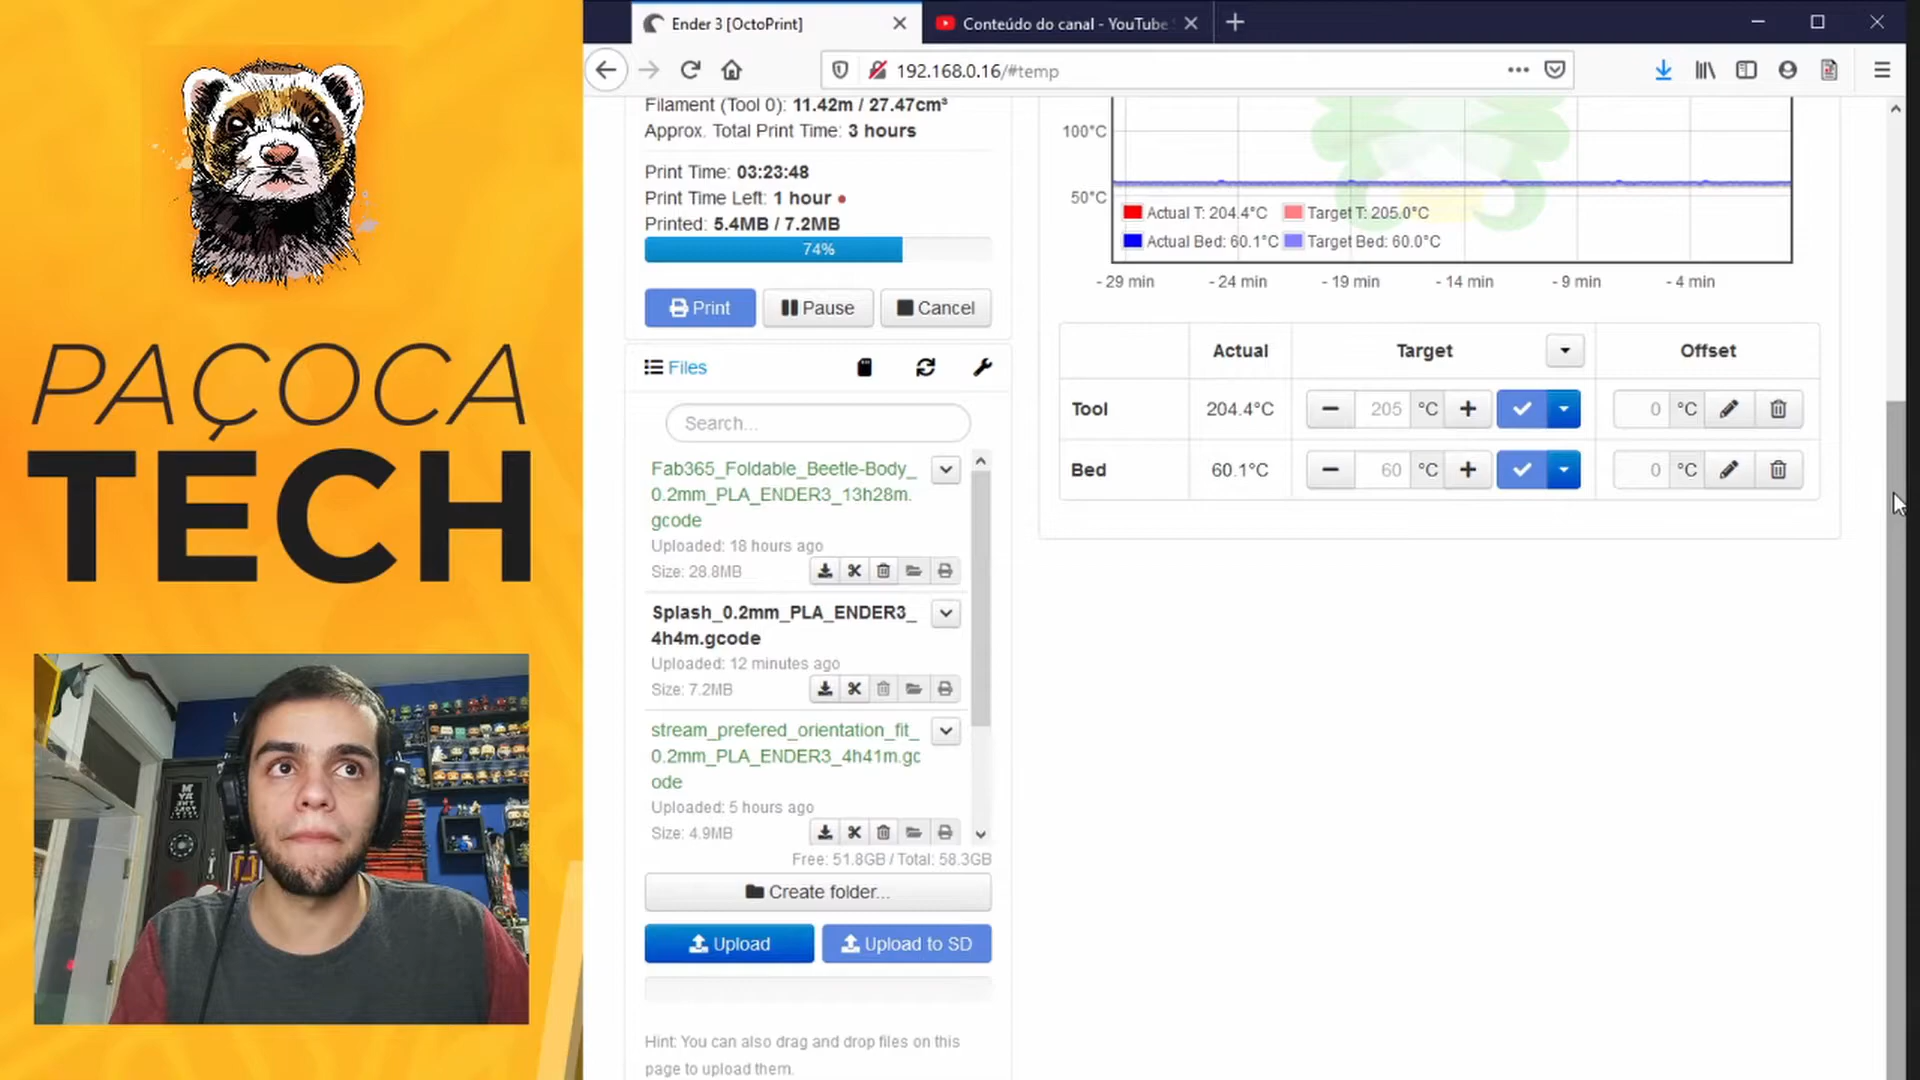 PAÇOCA
TECH
Ender 3 [OctoPrint]
Conteúdo do canal - YouTube
192.168.0.16/#temp
Filament (Tool 0): 11.42m / 27.47cm³
Approx. Total Print Time: 3 hours
Print Time: 03:23:48
Print Time Left: 1 hour
Printed: 5.4MB / 7.2MB
74%
Print
Pause
Cancel
Files
Search...
Fab365_Foldable_Beetle-Body_
0.2mm_PLA_ENDER3_13h28m.
gcode
Uploaded: 18 hours ago
Size: 28.8MB
Splash_0.2mm_PLA_ENDER3_
4h4m.gcode
Uploaded: 12 minutes ago
Size: 7.2MB
stream_prefered_orientation_fit_
0.2mm_PLA_ENDER3_4h41m.gc
ode
Uploaded: 5 hours ago
Size: 4.9MB
Free: 51.8GB / Total: 58.3GB
Create folder...
Upload
Upload to SD
Hint: You can also drag and drop files on this
page to upload them.
100°C
50°C
Actual T: 204.4°C Target T: 205.0°C
Actual Bed: 60.1°C Target Bed: 60.0°C
- 29 min - 24 min - 19 min - 14 min - 9 min - 4 min
Actual Target Offset
Tool 204.4°C 205 °C 0 °C
Bed 60.1°C 60 °C 0 °C